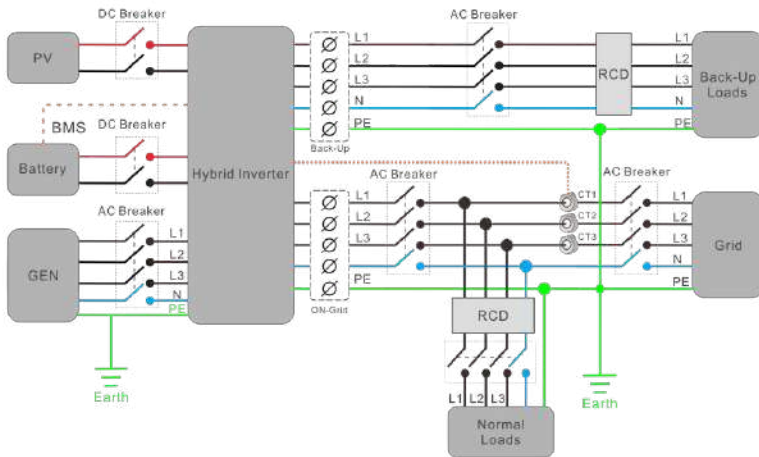 DC Breaker
PV
BMS
DC Breaker
Battery
AC Breaker
L1
L2
L3
N
PE
GEN
Earth
Hybrid Inverter
AC Breaker
L1
L2
L3
N
PE
Back-Up
RCD
L1
L2
L3
N
PE
Back-Up
Loads
AC Breaker
L1
L2
L3
N
PE
ON-Grid
CT1
CT2
CT3
AC Breaker
L1
L2
L3
N
PE
Grid
RCD
L1 L2 L3
Normal
Loads
Earth